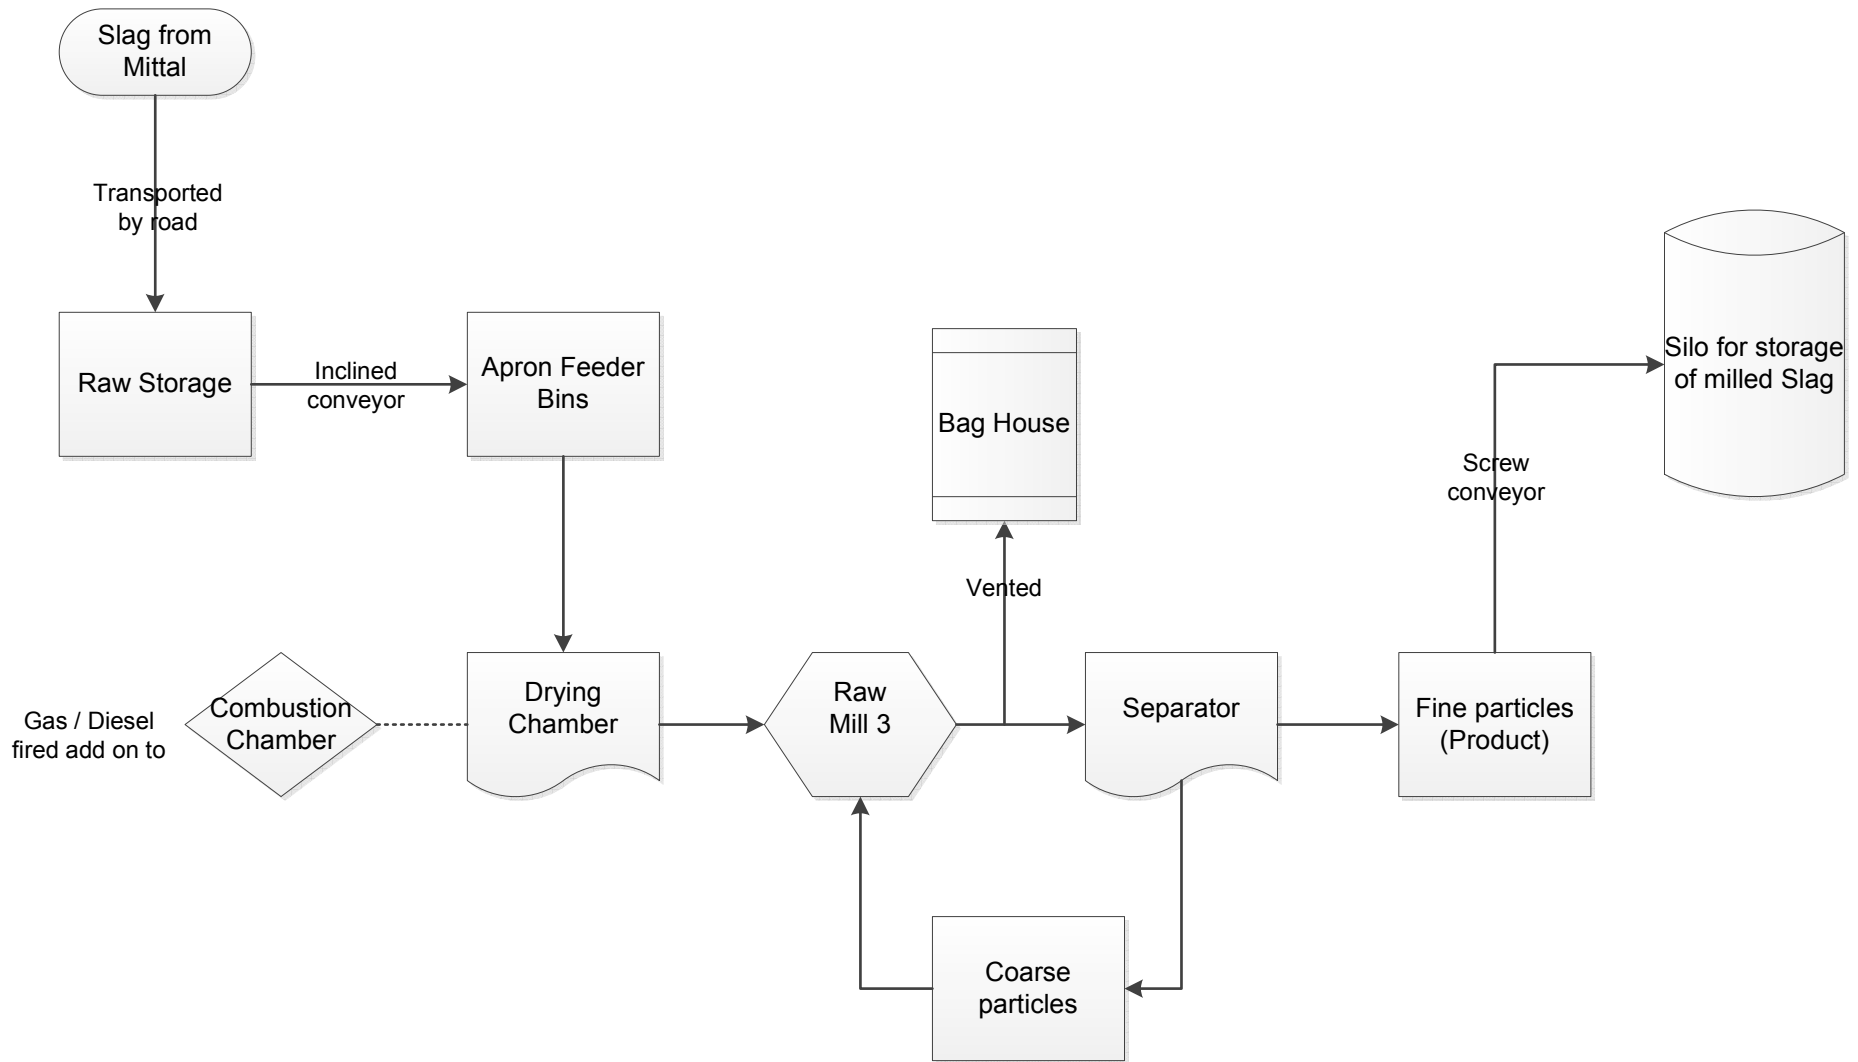 Slag from
Mittal
Transported
by road
Raw Storage
Inclined
conveyor
Apron Feeder
Bins
Bag House
Silo for storage
of milled Slag
Screw
conveyor
Vented
Gas / Diesel
fired add on to
Combustion
Chamber
Drying
Chamber
Raw
Mill 3
Separator
Fine particles
(Product)
Coarse
particles